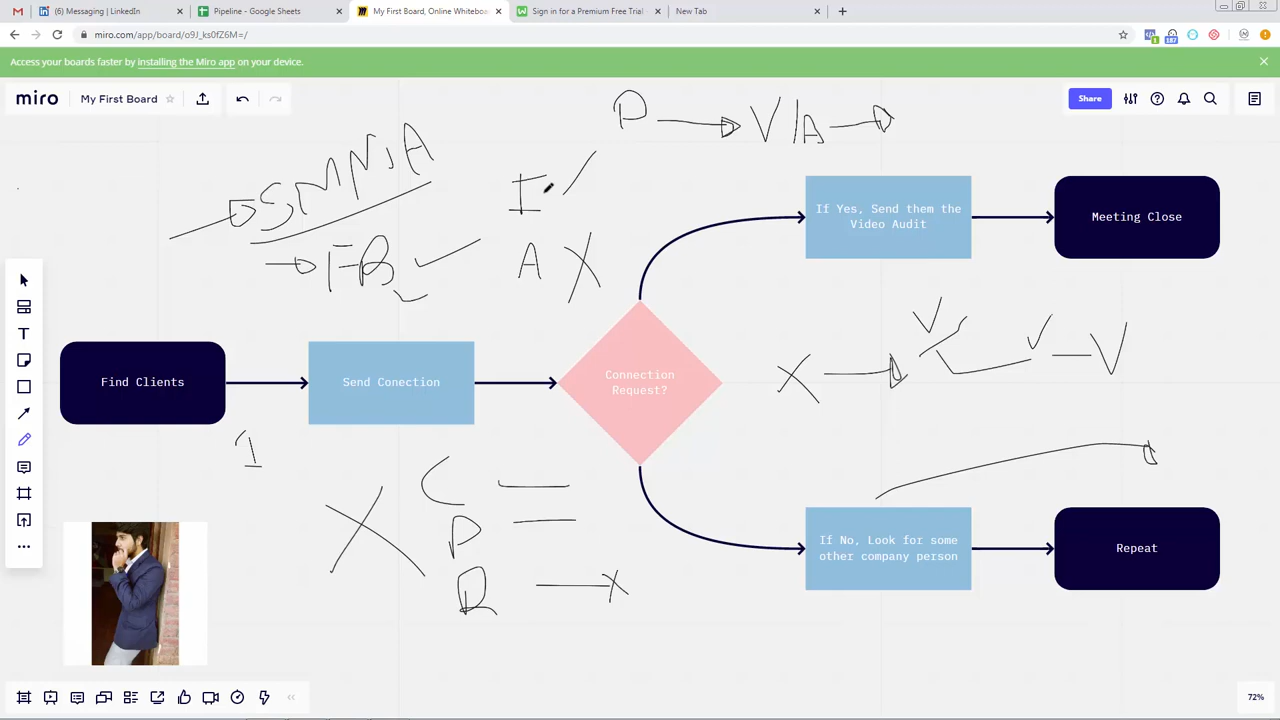 (6) Messaging | LinkedIn
Pipeline - Google Sheets
My First Board, Online Whiteboa
Sign in for a Premium Free Trial
New Tab
miro.com/app/board/o9J_ks0fZ6M=/
Access your boards faster by installing the Miro app on your device.
miro
My First Board
Share
P
V/A
SMMA
I
FB
A X
If Yes, Send them the
Video Audit
Meeting Close
Find Clients
Send Conection
Connection
Request?
X
V
V
1
X
C
P
R
X
If No, Look for some
other company person
Repeat
72%